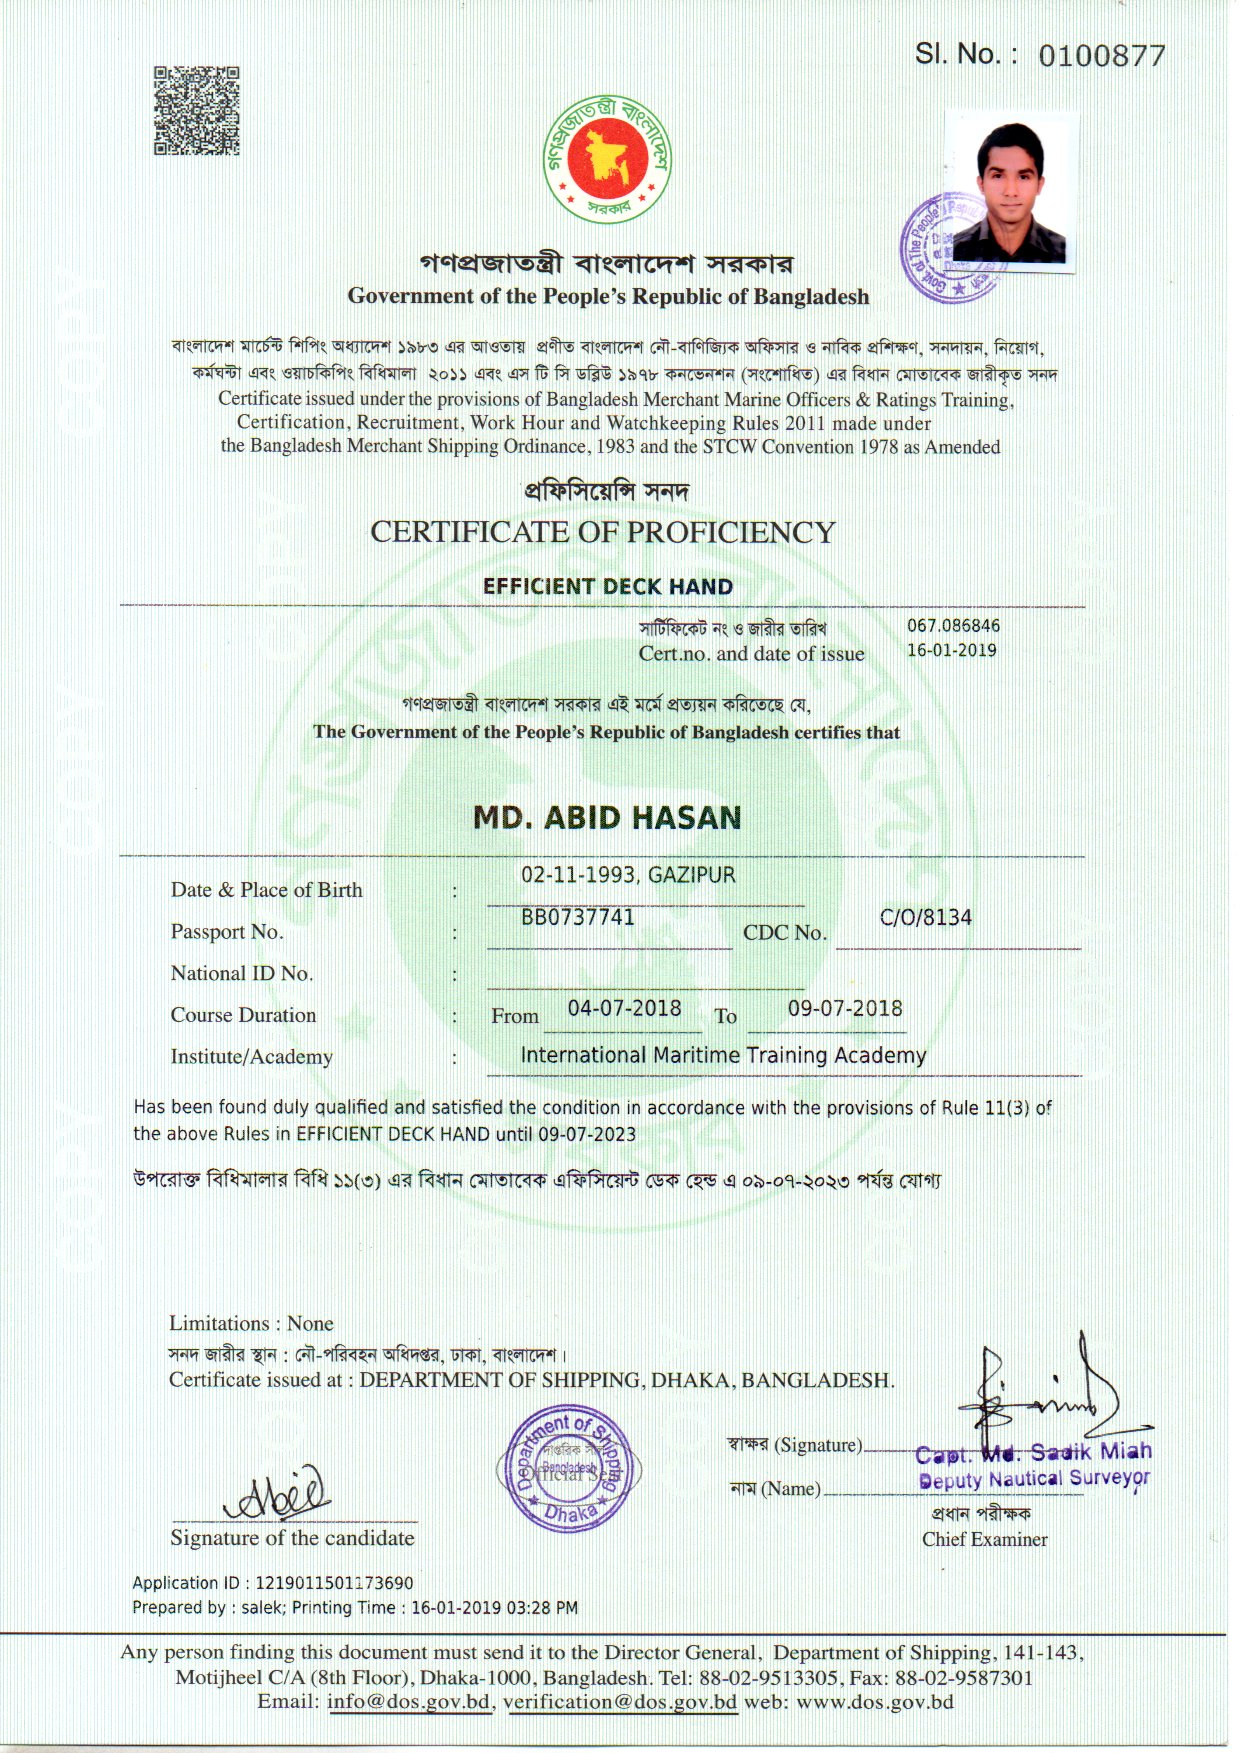 Sl. No. : 0100877
গণপ্রজাতন্ত্রী বাংলাদেশ
সরকার
গণপ্রজাতন্ত্রী বাংলাদেশ সরকার
Government of the People's Republic of Bangladesh
বাংলাদেশ মার্চেন্ট শিপিং অধ্যাদেশ ১৯৮৩ এর আওতায় প্রণীত বাংলাদেশ নৌ-বাণিজ্যিক অফিসার ও নাবিক প্রশিক্ষণ, সনদায়ন, নিয়োগ,
কর্মঘন্টা এবং ওয়াচকিপিং বিধিমালা ২০১১ এবং এস টি সি ডব্লিউ ১৯৭৮ কনভেনশন (সংশোধিত) এর বিধান মোতাবেক জারীকৃত সনদ
Certificate issued under the provisions of Bangladesh Merchant Marine Officers & Ratings Training,
Certification, Recruitment, Work Hour and Watchkeeping Rules 2011 made under
the Bangladesh Merchant Shipping Ordinance, 1983 and the STCW Convention 1978 as Amended
প্রফিসিয়েন্সি সনদ
CERTIFICATE OF PROFICIENCY
EFFICIENT DECK HAND
সার্টিফিকেট নং ও জারীর তারিখ 067.086846
Cert.no. and date of issue 16-01-2019
গণপ্রজাতন্ত্রী বাংলাদেশ সরকার এই মর্মে প্রত্যয়ন করিতেছে যে,
The Government of the People's Republic of Bangladesh certifies that
MD. ABID HASAN
Date & Place of Birth : 02-11-1993, GAZIPUR
Passport No. : BB0737741 CDC No. C/O/8134
National ID No. :
Course Duration : From 04-07-2018 To 09-07-2018
Institute/Academy : International Maritime Training Academy
Has been found duly qualified and satisfied the condition in accordance with the provisions of Rule 11(3) of
the above Rules in EFFICIENT DECK HAND until 09-07-2023
উপরোক্ত বিধিমালার বিধি ১১(৩) এর বিধান মোতাবেক এফিসিয়েন্ট ডেক হেন্ড এ ০৯-০৭-২০২৩ পর্যন্ত যোগ্য
Limitations : None
সনদ জারীর স্থান : নৌ-পরিবহন অধিদপ্তর, ঢাকা, বাংলাদেশ।
Certificate issued at : DEPARTMENT OF SHIPPING, DHAKA, BANGLADESH.
Department of Shipping
দাপ্তরিক সীল
Bangladesh
Official Seal
Dhaka
স্বাক্ষর (Signature)
Capt. Md. Sadik Miah
Deputy Nautical Surveyor
নাম (Name)
প্রধান পরীক্ষক
Chief Examiner
Abid
Signature of the candidate
Application ID : 1219011501173690
Prepared by : salek; Printing Time : 16-01-2019 03:28 PM
Any person finding this document must send it to the Director General, Department of Shipping, 141-143,
Motijheel C/A (8th Floor), Dhaka-1000, Bangladesh. Tel: 88-02-9513305, Fax: 88-02-9587301
Email: info@dos.gov.bd, verification@dos.gov.bd web: www.dos.gov.bd